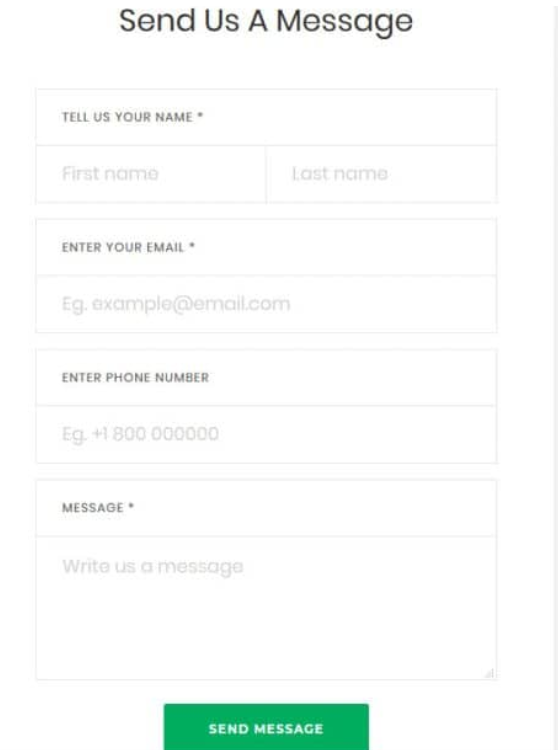 Send Us A Message
TELL US YOUR NAME *
First name Last name
ENTER YOUR EMAIL *
Eg. example@email.com
ENTER PHONE NUMBER
Eg. +1 800 000000
MESSAGE *
Write us a message
SEND MESSAGE